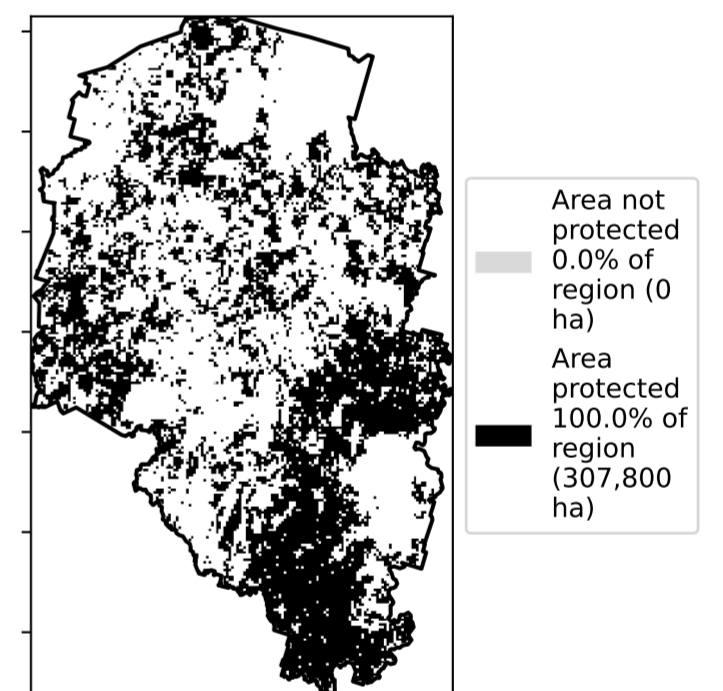 Area not
protected
0.0% of
region (0
ha)
Area
protected
100.0% of
region
(307,800
ha)